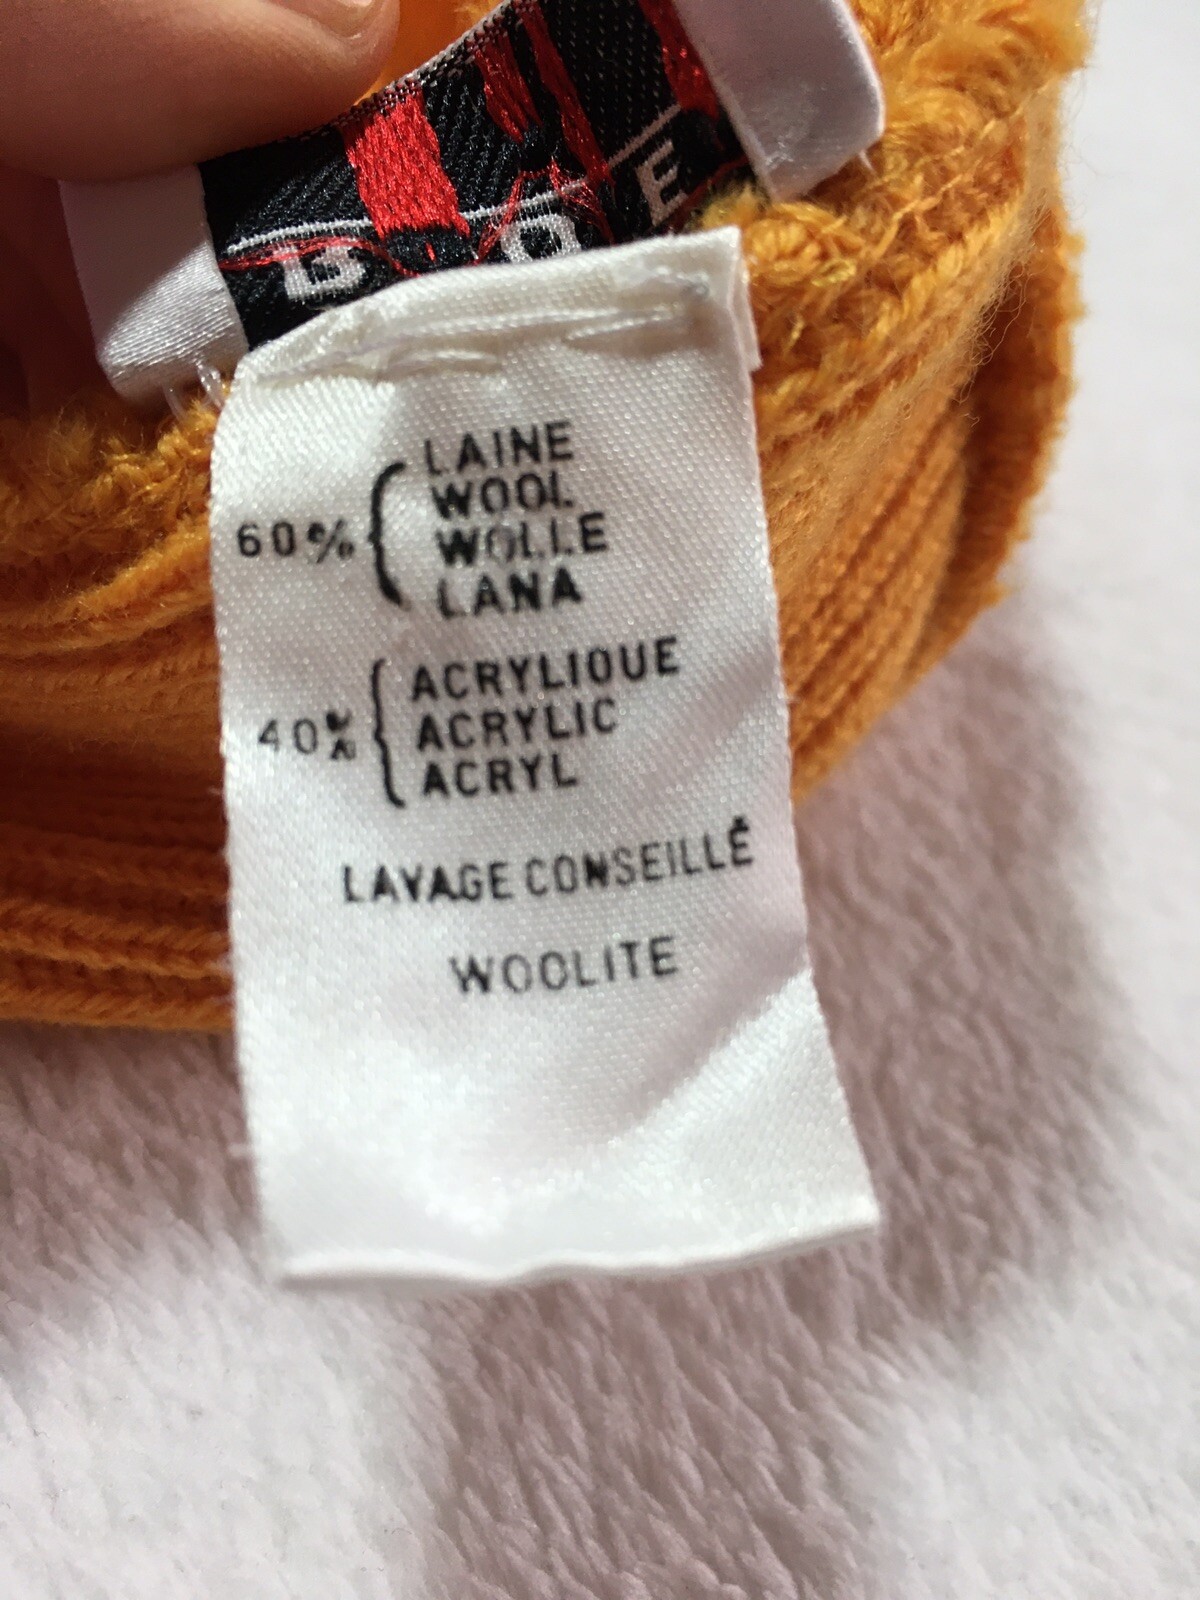 B O E
60% { LAINE
WOOL
WOLLE
LANA
40% { ACRYLIQUE
ACRYLIC
ACRYL
LAVAGE CONSEILLÉ
WOOLITE